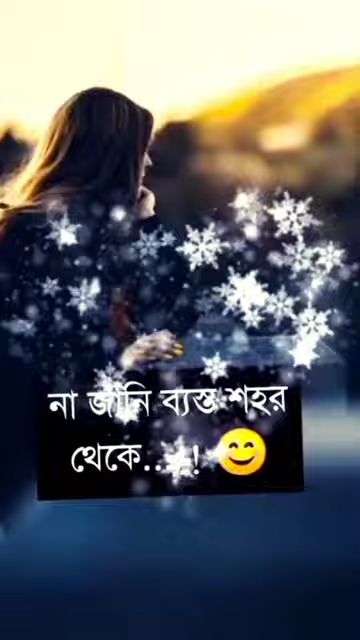 না জানি ব্যস্ত শহর
থেকে....! 😊